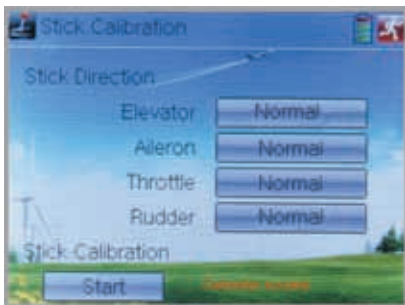 Stick Calibration
Stick Direction
Elevator Normal
Aileron Normal
Throttle Normal
Rudder Normal
Stick Calibration
Start